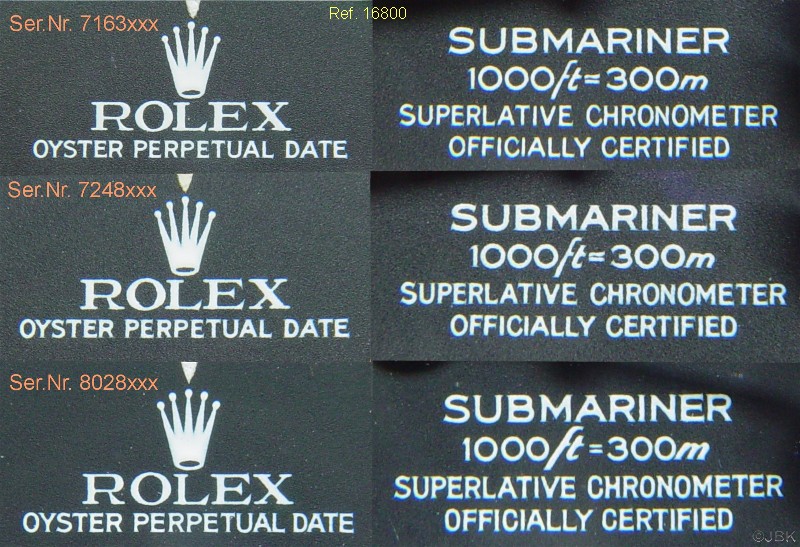 Ref. 16800
Ser.Nr. 7163xxx
ROLEX
OYSTER PERPETUAL DATE
SUBMARINER
1000ft=300m
SUPERLATIVE CHRONOMETER
OFFICIALLY CERTIFIED
Ser.Nr. 7248xxx
ROLEX
OYSTER PERPETUAL DATE
SUBMARINER
1000ft=300m
SUPERLATIVE CHRONOMETER
OFFICIALLY CERTIFIED
Ser.Nr. 8028xxx
ROLEX
OYSTER PERPETUAL DATE
SUBMARINER
1000ft=300m
SUPERLATIVE CHRONOMETER
OFFICIALLY CERTIFIED
©JBK